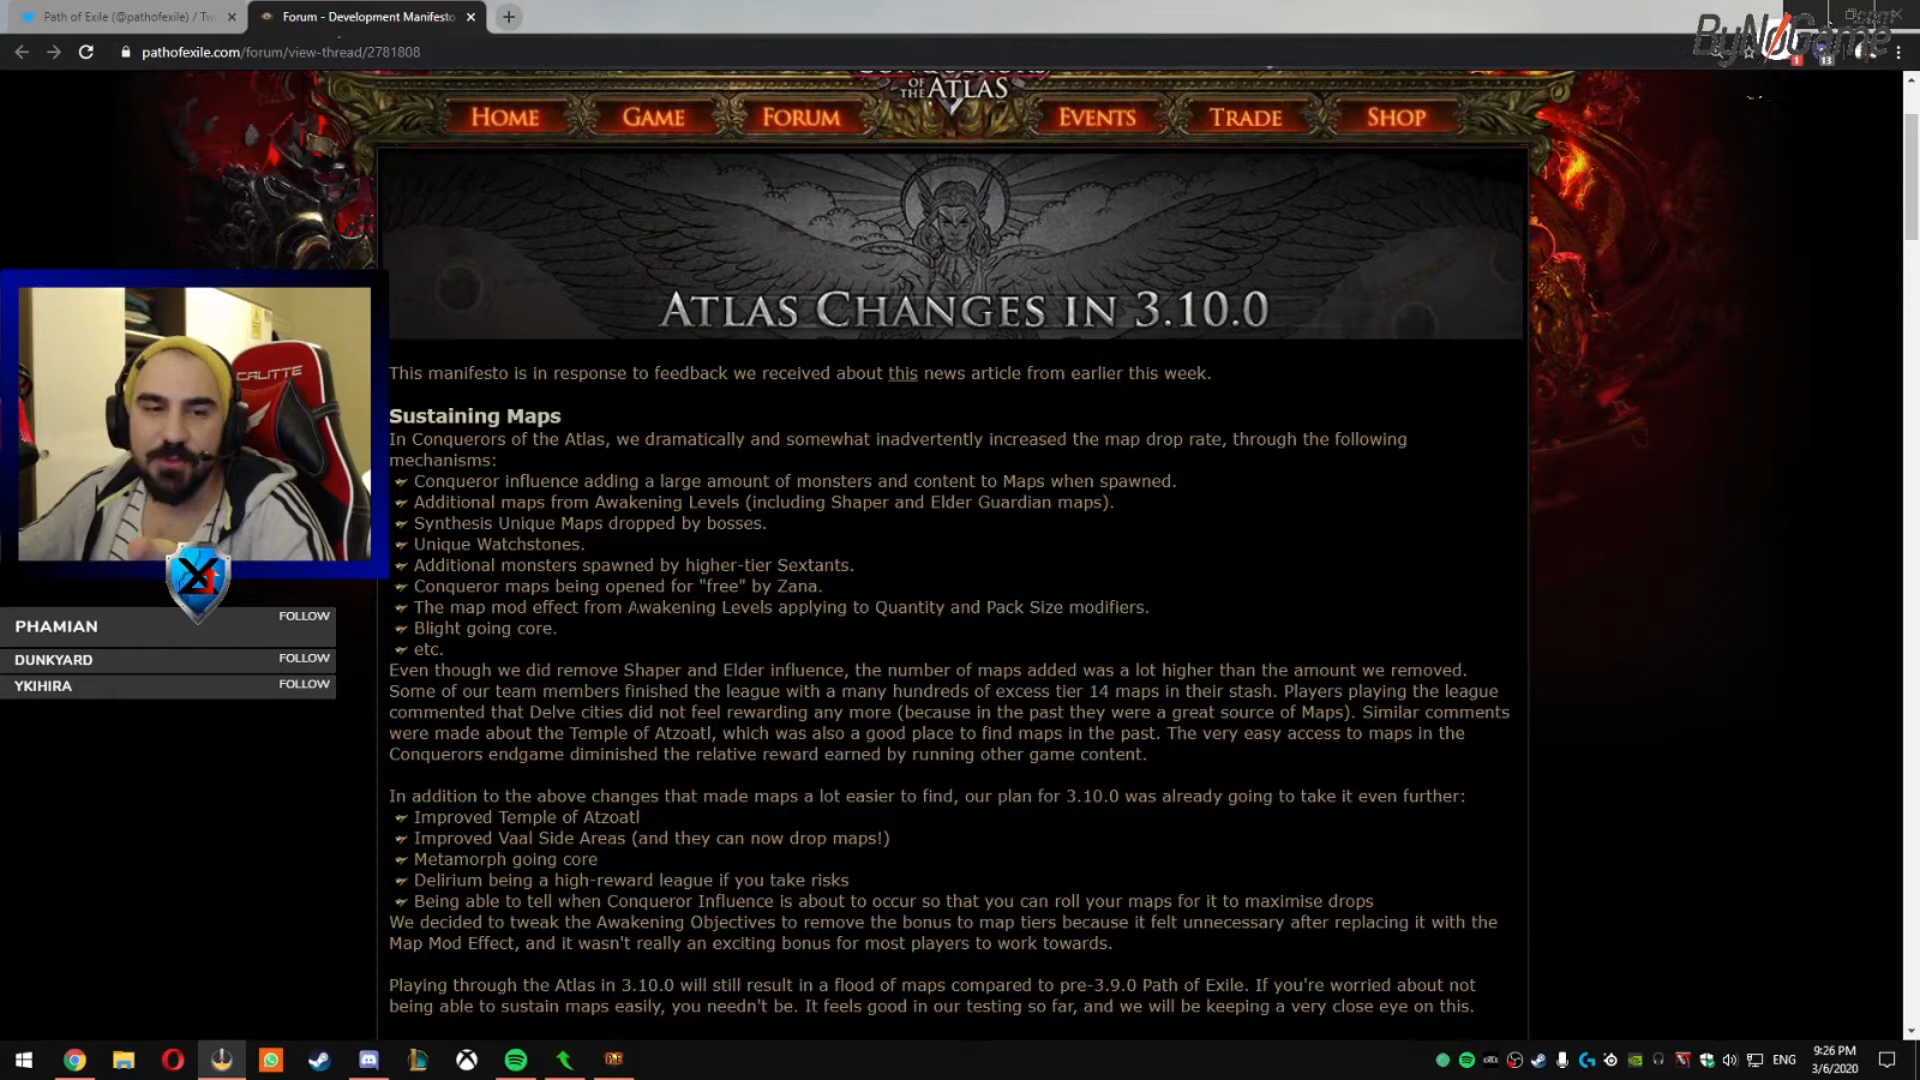 Path of Exile (@pathofexile) / Tw
Forum - Development Manifesto
pathofexile.com/forum/view-thread/2781808
ByNoGame
OF THE ATLAS
HOME
GAME
FORUM
EVENTS
TRADE
SHOP
ATLAS CHANGES IN 3.10.0
This manifesto is in response to feedback we received about this news article from earlier this week.
Sustaining Maps
In Conquerors of the Atlas, we dramatically and somewhat inadvertently increased the map drop rate, through the following
mechanisms:
Conqueror influence adding a large amount of monsters and content to Maps when spawned.
Additional maps from Awakening Levels (including Shaper and Elder Guardian maps).
Synthesis Unique Maps dropped by bosses.
Unique Watchstones.
Additional monsters spawned by higher-tier Sextants.
Conqueror maps being opened for "free" by Zana.
The map mod effect from Awakening Levels applying to Quantity and Pack Size modifiers.
Blight going core.
etc.
Even though we did remove Shaper and Elder influence, the number of maps added was a lot higher than the amount we removed.
Some of our team members finished the league with a many hundreds of excess tier 14 maps in their stash. Players playing the league
commented that Delve cities did not feel rewarding any more (because in the past they were a great source of Maps). Similar comments
were made about the Temple of Atzoatl, which was also a good place to find maps in the past. The very easy access to maps in the
Conquerors endgame diminished the relative reward earned by running other game content.
In addition to the above changes that made maps a lot easier to find, our plan for 3.10.0 was already going to take it even further:
Improved Temple of Atzoatl
Improved Vaal Side Areas (and they can now drop maps!)
Metamorph going core
Delirium being a high-reward league if you take risks
Being able to tell when Conqueror Influence is about to occur so that you can roll your maps for it to maximise drops
We decided to tweak the Awakening Objectives to remove the bonus to map tiers because it felt unnecessary after replacing it with the
Map Mod Effect, and it wasn't really an exciting bonus for most players to work towards.
Playing through the Atlas in 3.10.0 will still result in a flood of maps compared to pre-3.9.0 Path of Exile. If you're worried about not
being able to sustain maps easily, you needn't be. It feels good in our testing so far, and we will be keeping a very close eye on this.
PHAMIAN FOLLOW
DUNKYARD FOLLOW
YKIHIRA FOLLOW
ENG
9:26 PM
3/6/2020